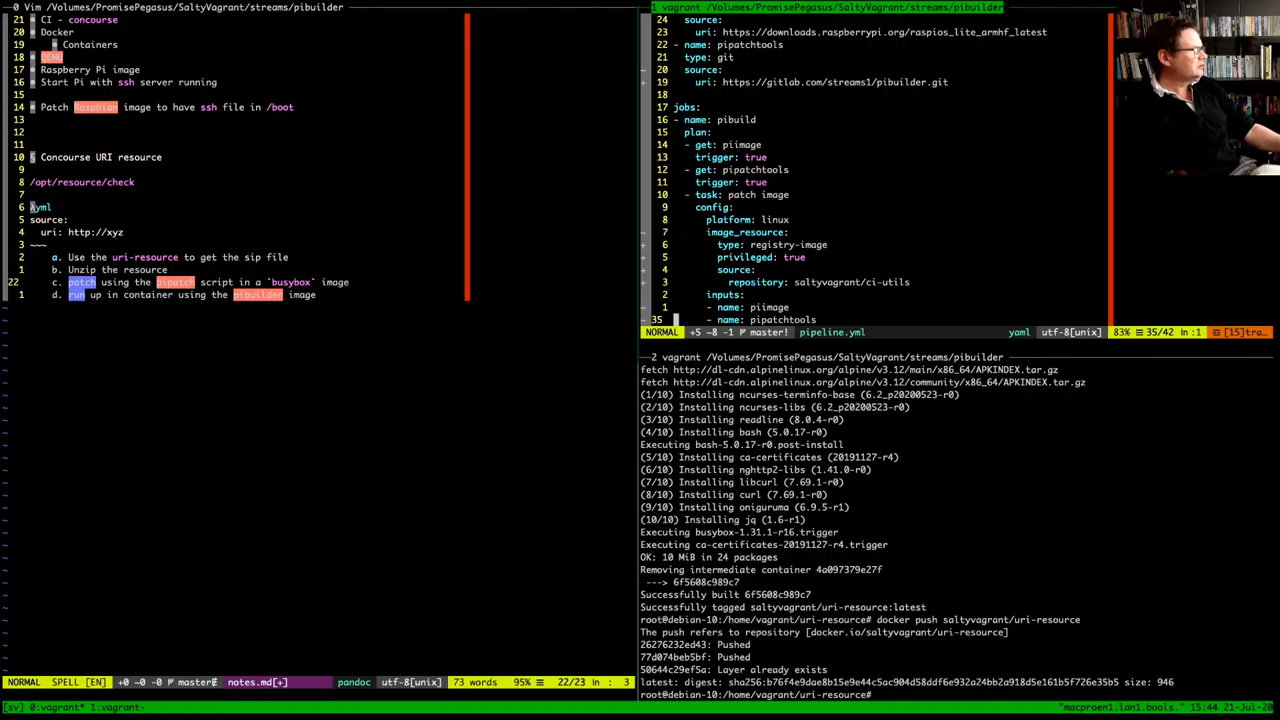 0 Vim /Volumes/PromisePegasus/SaltyVagrant/streams/pibuilder
21 CI - concourse
20 Docker
19 Containers
18 QEMU
17 Raspberry Pi image
16 Start Pi with ssh server running
15
14 Patch Raspbian image to have ssh file in /boot
13
12
11
10 § Concourse URI resource
9
8 /opt/resource/check
7
6 yml
5 source:
4 uri: http://xyz
3 ~~~
2 a. Use the uri-resource to get the sip file
1 b. Unzip the resource
22 c. patch using the pipatch script in a `busybox` image
1 d. run up in container using the pibuilder image
NORMAL SPELL [EN] +0 ~0 -0 master notes.md[+] pandoc utf-8[unix] 73 words 95% ≡ 22/23 ln : 3
1 vagrant /Volumes/PromisePegasus/SaltyVagrant/streams/pibuilder
24 source:
23 uri: https://downloads.raspberrypi.org/raspios_lite_armhf_latest
22 - name: pipatchtools
21 type: git
~ 20 source:
+ 19 uri: https://gitlab.com/streams1/pibuilder.git
18
17 jobs:
16 - name: pibuild
15 plan:
14 - get: piimage
13 trigger: true
12 - get: pipatchtools
11 trigger: true
10 - task: patch image
9 config:
8 platform: linux
~ 7 image_resource:
+ 6 type: registry-image
+ 5 privileged: true
+ 4 source:
+ 3 repository: saltyvagrant/ci-utils
2 inputs:
~ 1 - name: piimage
~ 35 - name: pipatchtools
NORMAL +5 ~8 -1 master! pipeline.yml yaml utf-8[unix] 83% ≡ 35/42 ln :1 [15]tra…
2 vagrant /Volumes/PromisePegasus/SaltyVagrant/streams/pibuilder
fetch http://dl-cdn.alpinelinux.org/alpine/v3.12/main/x86_64/APKINDEX.tar.gz
fetch http://dl-cdn.alpinelinux.org/alpine/v3.12/community/x86_64/APKINDEX.tar.gz
(1/10) Installing ncurses-terminfo-base (6.2_p20200523-r0)
(2/10) Installing ncurses-libs (6.2_p20200523-r0)
(3/10) Installing readline (8.0.4-r0)
(4/10) Installing bash (5.0.17-r0)
Executing bash-5.0.17-r0.post-install
(5/10) Installing ca-certificates (20191127-r4)
(6/10) Installing nghttp2-libs (1.41.0-r0)
(7/10) Installing libcurl (7.69.1-r0)
(8/10) Installing curl (7.69.1-r0)
(9/10) Installing oniguruma (6.9.5-r1)
(10/10) Installing jq (1.6-r1)
Executing busybox-1.31.1-r16.trigger
Executing ca-certificates-20191127-r4.trigger
OK: 10 MiB in 24 packages
Removing intermediate container 4a097379e27f
---> 6f5608c989c7
Successfully built 6f5608c989c7
Successfully tagged saltyvagrant/uri-resource:latest
root@debian-10:/home/vagrant/uri-resource# docker push saltyvagrant/uri-resource
The push refers to repository [docker.io/saltyvagrant/uri-resource]
26276232ed43: Pushed
77d074beb5bf: Pushed
50644c29ef5a: Layer already exists
latest: digest: sha256:b76f4e9dae8b15e9e44c5ac904d58ddf6e932a24bb2a918d5e161b5f726e35b5 size: 946
root@debian-10:/home/vagrant/uri-resource#
[sv] 0:vagrant* 1:vagrant- "macproen1.lan1.bools." 15:44 21-Jul-20